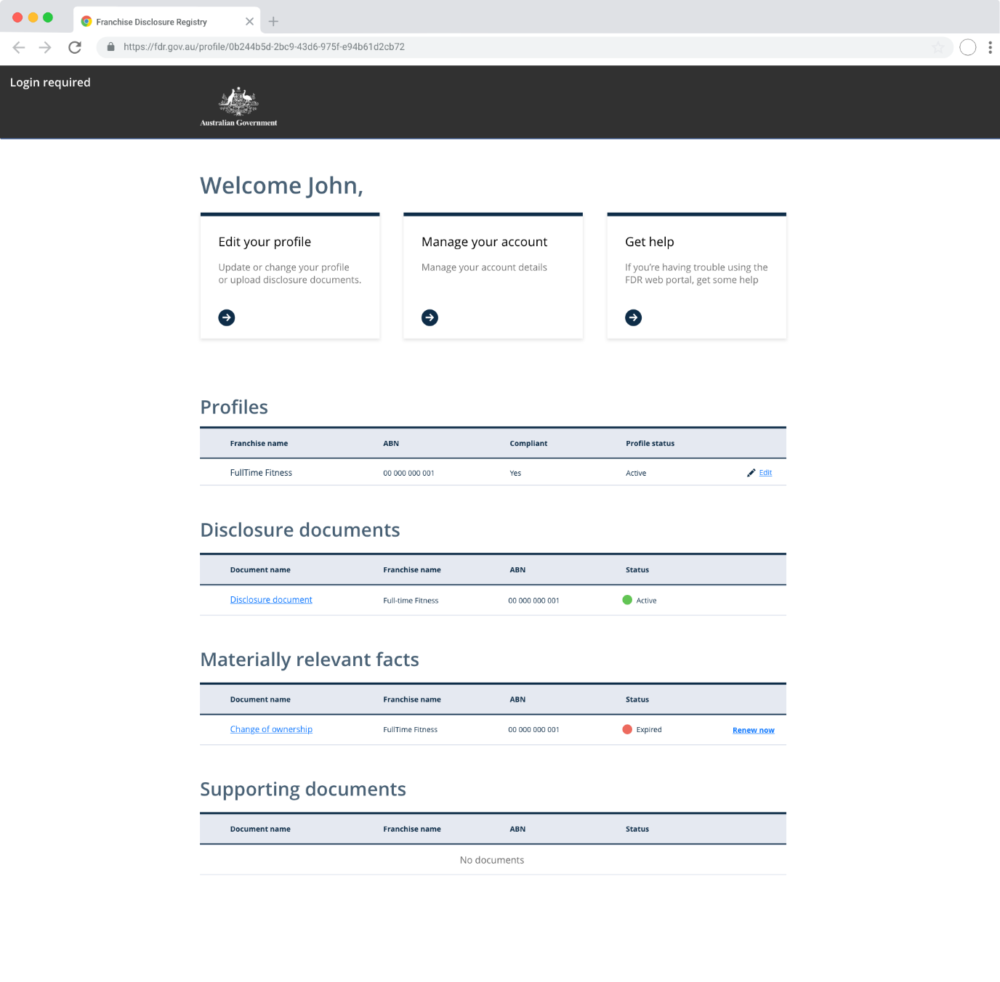 Franchise Disclosure Registry
https://fdr.gov.au/profile/0b244b5d-2bc9-43d6-975f-e94b61d2cb72
Login required
Australian Government
Welcome John,
Edit your profile
Update or change your profile
or upload disclosure documents.
Manage your account
Manage your account details
Get help
If you're having trouble using the
FDR web portal, get some help
Profiles
Franchise name ABN Compliant Profile status
FullTime Fitness 00 000 000 001 Yes Active Edit
Disclosure documents
Document name Franchise name ABN Status
Disclosure document Full-time Fitness 00 000 000 001 Active
Materially relevant facts
Document name Franchise name ABN Status
Change of ownership FullTime Fitness 00 000 000 001 Expired Renew now
Supporting documents
Document name Franchise name ABN Status
No documents